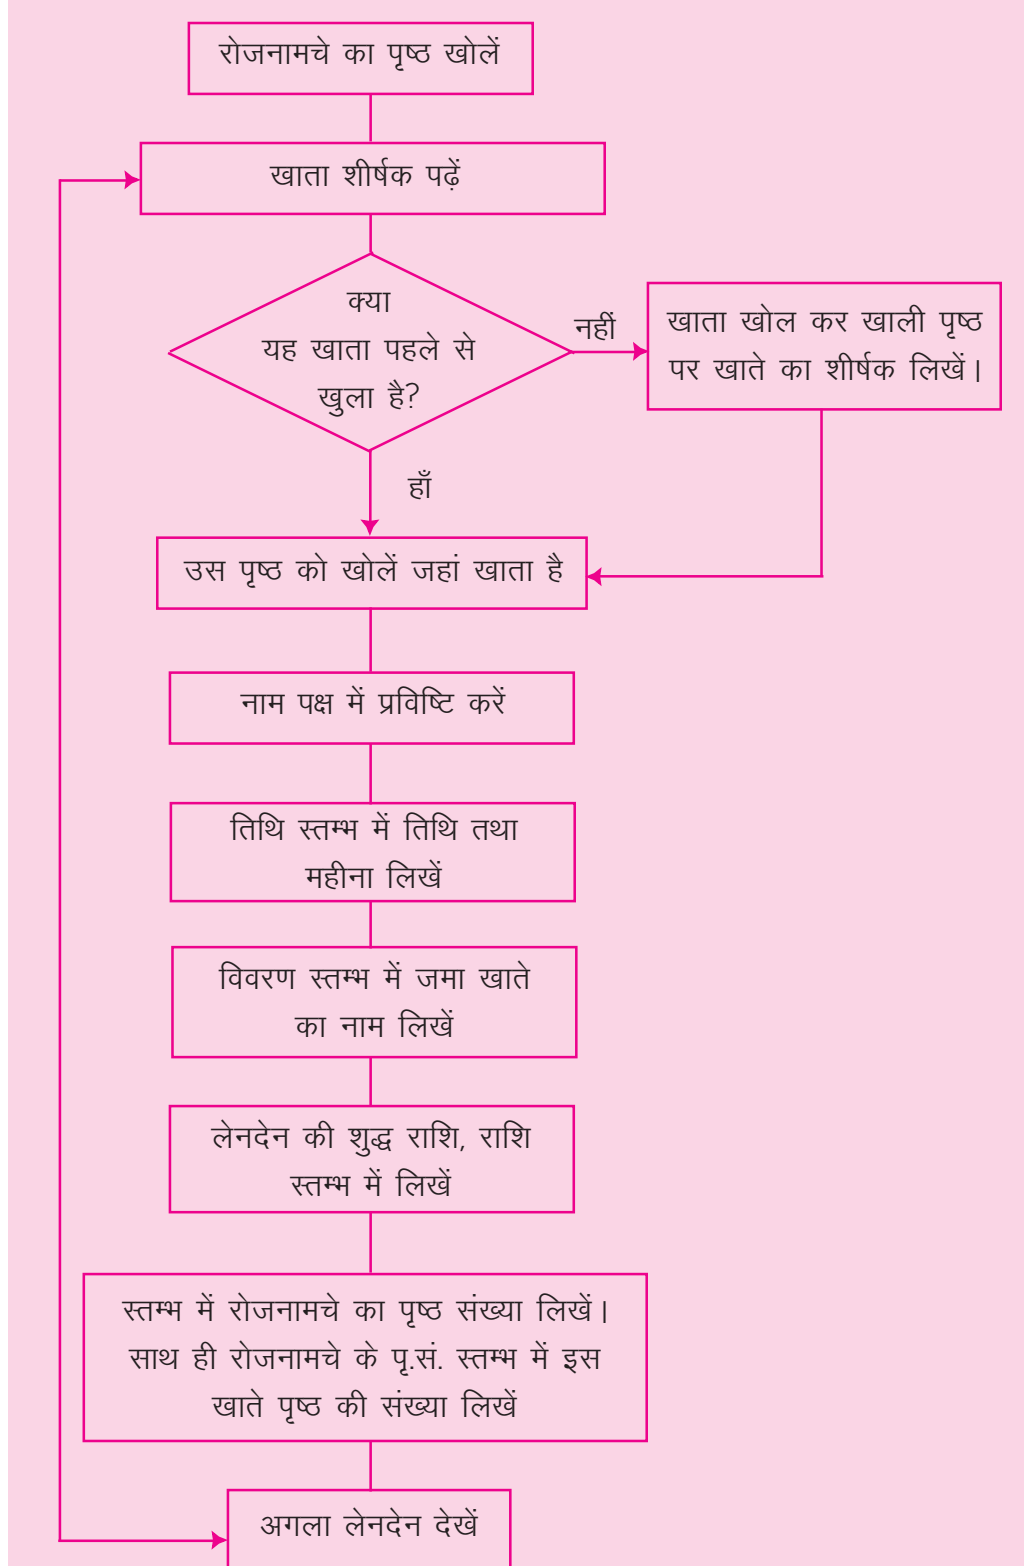 रोजनामचे का पृष्ठ खोलें
खाता शीर्षक पढ़ें
क्या
यह खाता पहले से
खुला है?
नहीं
खाता खोल कर खाली पृष्ठ
पर खाते का शीर्षक लिखें।
हाँ
उस पृष्ठ को खोलें जहां खाता है
नाम पक्ष में प्रविष्टि करें
तिथि स्तम्भ में तिथि तथा
महीना लिखें
विवरण स्तम्भ में जमा खाते
का नाम लिखें
लेनदेन की शुद्ध राशि, राशि
स्तम्भ में लिखें
स्तम्भ में रोजनामचे का पृष्ठ संख्या लिखें।
साथ ही रोजनामचे के पृ.सं. स्तम्भ में इस
खाते पृष्ठ की संख्या लिखें
अगला लेनदेन देखें